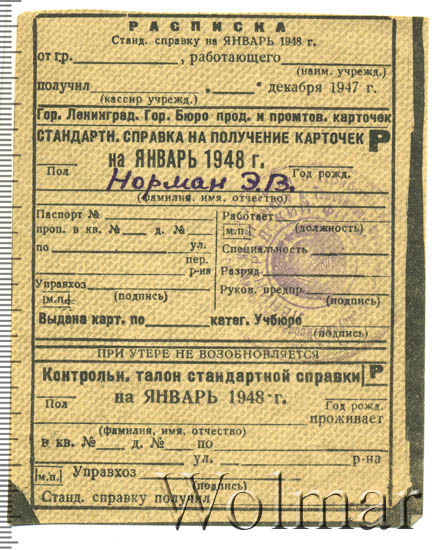 РАСПИСКА
Станд. справку на ЯНВАРЬ 1948 г.
от гр. , работающего
(наим. учрежд.)
получил „ “ декабря 1947 г.
(кассир учрежд.)
Гор. Ленинград. Гор. Бюро прод. и промтов. карточек
СТАНДАРТН. СПРАВКА НА ПОЛУЧЕНИЕ КАРТОЧЕК Р
на ЯНВАРЬ 1948 г.
Пол Год рожд.
Норман Э.В.
(фамилия, имя, отчество)
Паспорт № Работает
проп. в кв. № д. № м.п. (должность)
по ул. Специальность
пер.
р-на Разряд
Управхоз Руков. предпр.
м.п. (подпись) (подпись)
Выдана карт. по катег. Учбюро
(подпись)
ПРИ УТЕРЕ НЕ ВОЗОБНОВЛЯЕТСЯ
Контрольн. талон стандартной справки Р
Пол на ЯНВАРЬ 1948 г. Год рожд.
проживает
(фамилия, имя, отчество)
в кв. № д. № по
ул. р-на
м.п. Управхоз
(подпись)
Станд. справку получил
Wolmar